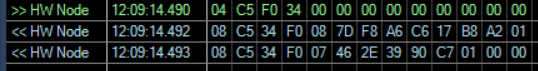 >> HW Node 12:09:14.490 04 C5 F0 34 00 00 00 00 00 00 00 00 00
<< HW Node 12:09:14.492 08 C5 34 F0 08 7D F8 A6 C6 17 B8 A2 01
<< HW Node 12:09:14.493 08 C5 34 F0 07 46 2E 39 90 C7 01 00 00